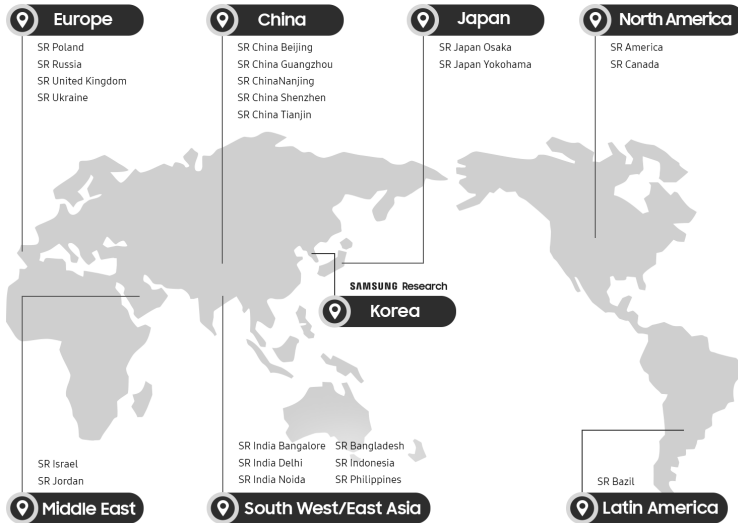 Europe
SR Poland
SR Russia
SR United Kingdom
SR Ukraine
China
SR China Beijing
SR China Guangzhou
SR ChinaNanjing
SR China Shenzhen
SR China Tianjin
Japan
SR Japan Osaka
SR Japan Yokohama
North America
SR America
SR Canada
SAMSUNG Research
Korea
SR Israel
SR Jordan
Middle East
SR India Bangalore SR Bangladesh
SR India Delhi SR Indonesia
SR India Noida SR Philippines
South West/East Asia
SR Bazil
Latin America